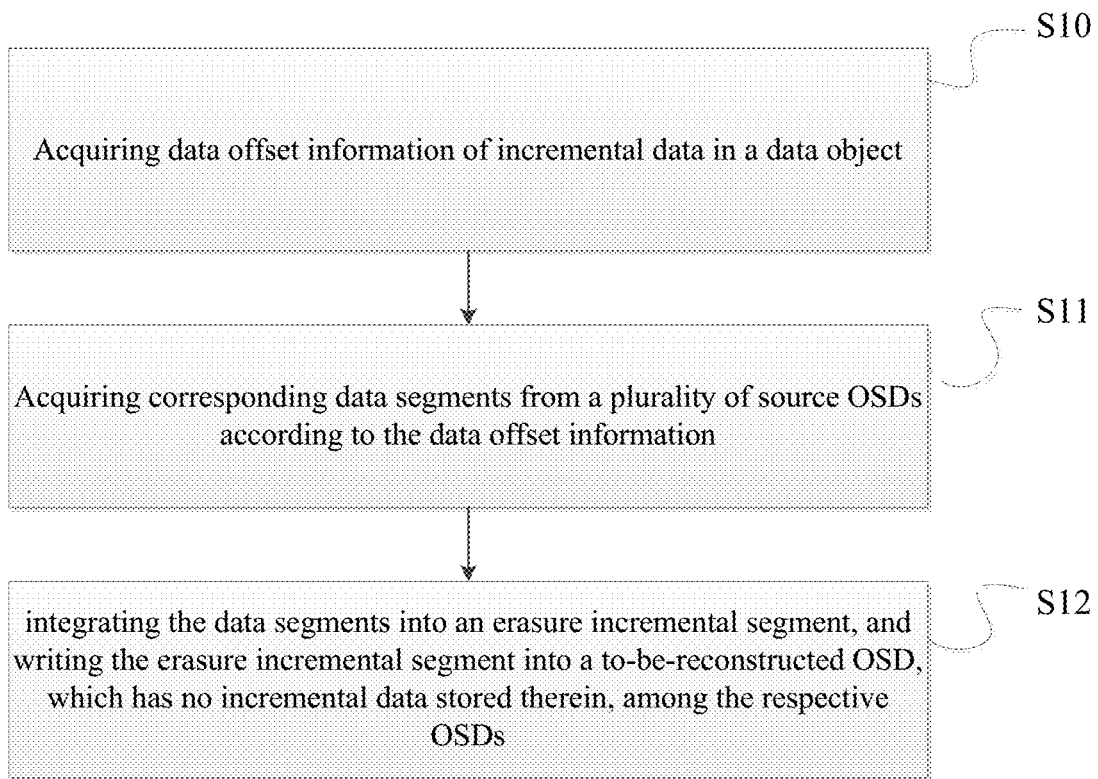 S10
Acquiring data offset information of incremental data in a data object
S11
Acquiring corresponding data segments from a plurality of source OSDs
according to the data offset information
S12
integrating the data segments into an erasure incremental segment, and
writing the erasure incremental segment into a to-be-reconstructed OSD,
which has no incremental data stored therein, among the respective
OSDs